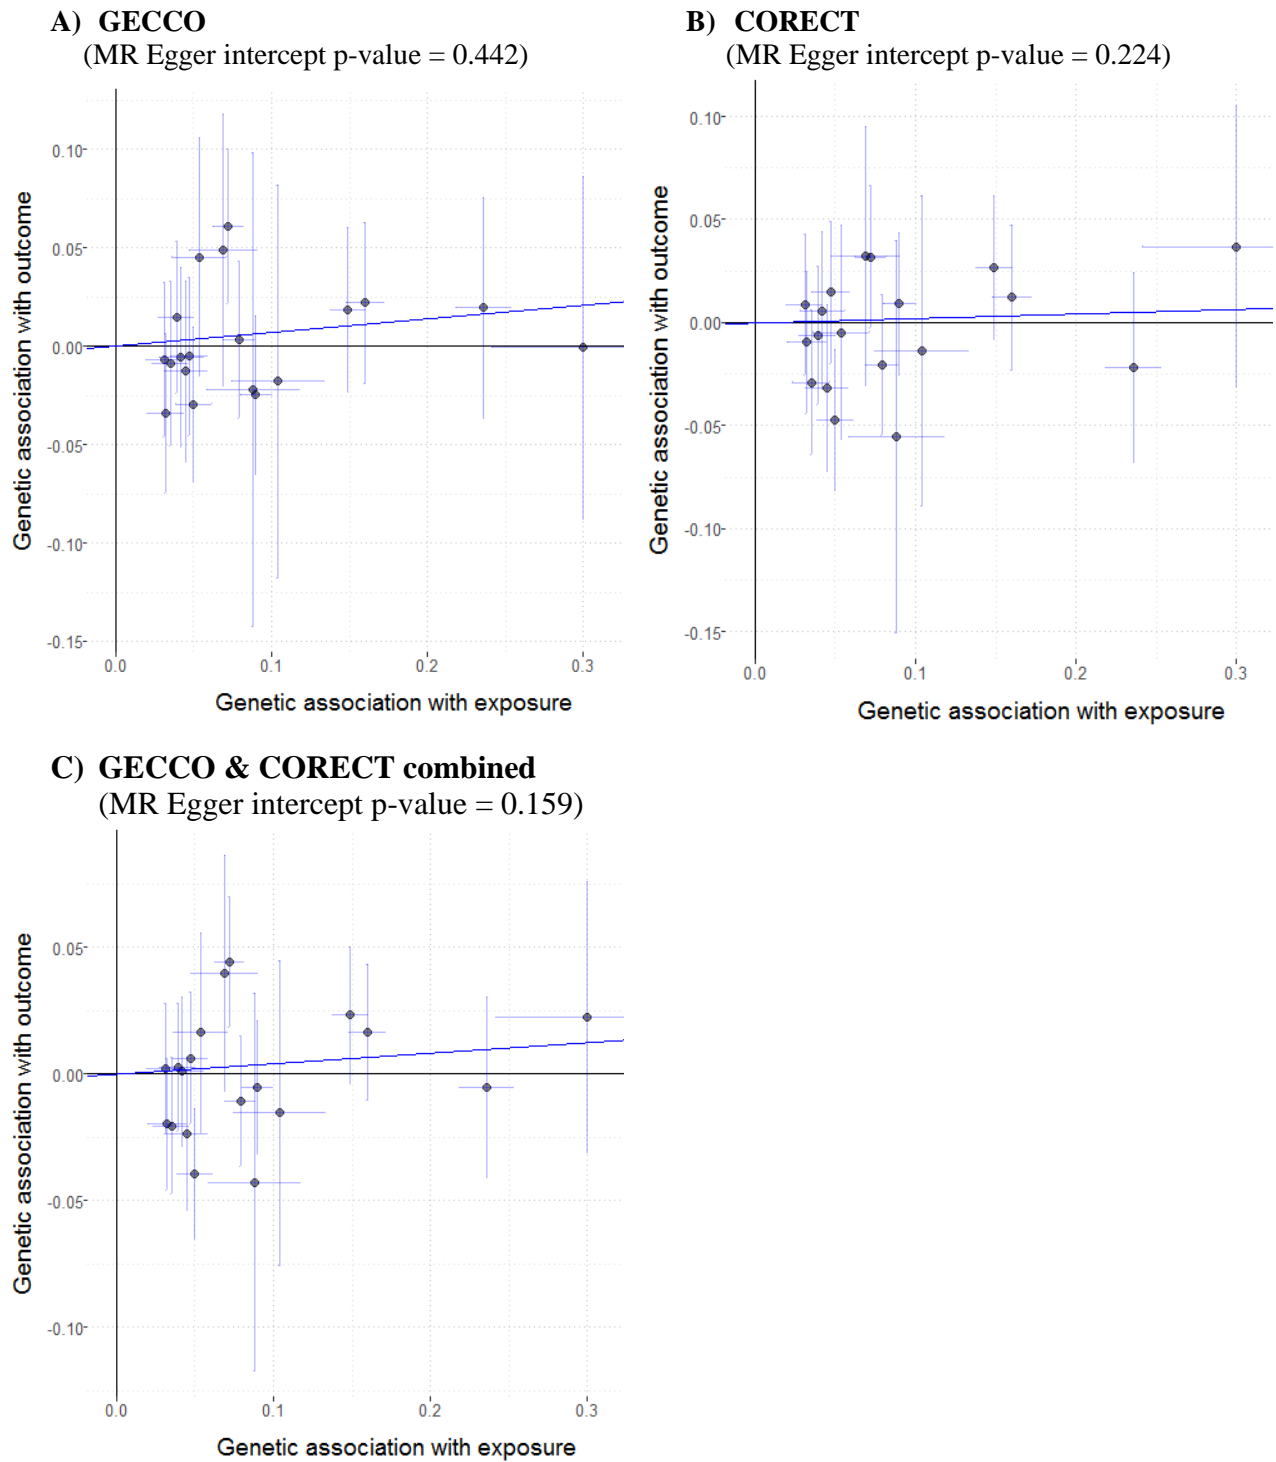 A) GECCO
(MR Egger intercept p-value = 0.442)
Genetic association with outcome
0.10
0.05
0.00
-0.05
-0.10
-0.15
0.0 0.1 0.2 0.3
Genetic association with exposure
B) CORECT
(MR Egger intercept p-value = 0.224)
Genetic association with outcome
0.10
0.05
0.00
-0.05
-0.10
-0.15
0.0 0.1 0.2 0.3
Genetic association with exposure
C) GECCO & CORECT combined
(MR Egger intercept p-value = 0.159)
Genetic association with outcome
0.05
0.00
-0.05
-0.10
0.0 0.1 0.2 0.3
Genetic association with exposure